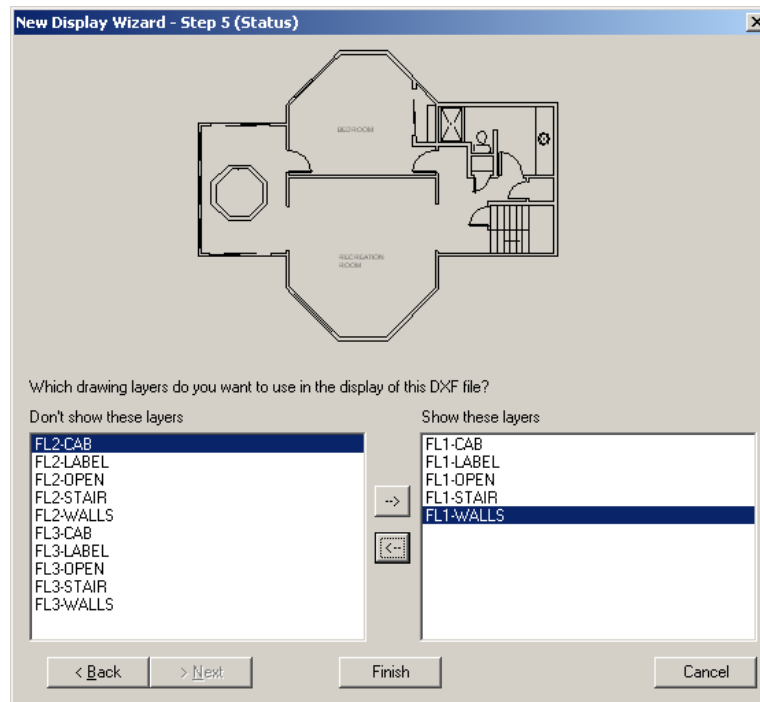 New Display Wizard - Step 5 (Status)
BEDROOM
RECREATION
ROOM
Which drawing layers do you want to use in the display of this DXF file?
Don't show these layers
FL2-CAB
FL2-LABEL
FL2-OPEN
FL2-STAIR
FL2-WALLS
FL3-CAB
FL3-LABEL
FL3-OPEN
FL3-STAIR
FL3-WALLS
-->
<--
Show these layers
FL1-CAB
FL1-LABEL
FL1-OPEN
FL1-STAIR
FL1-WALLS
< Back
> Next
Finish
Cancel